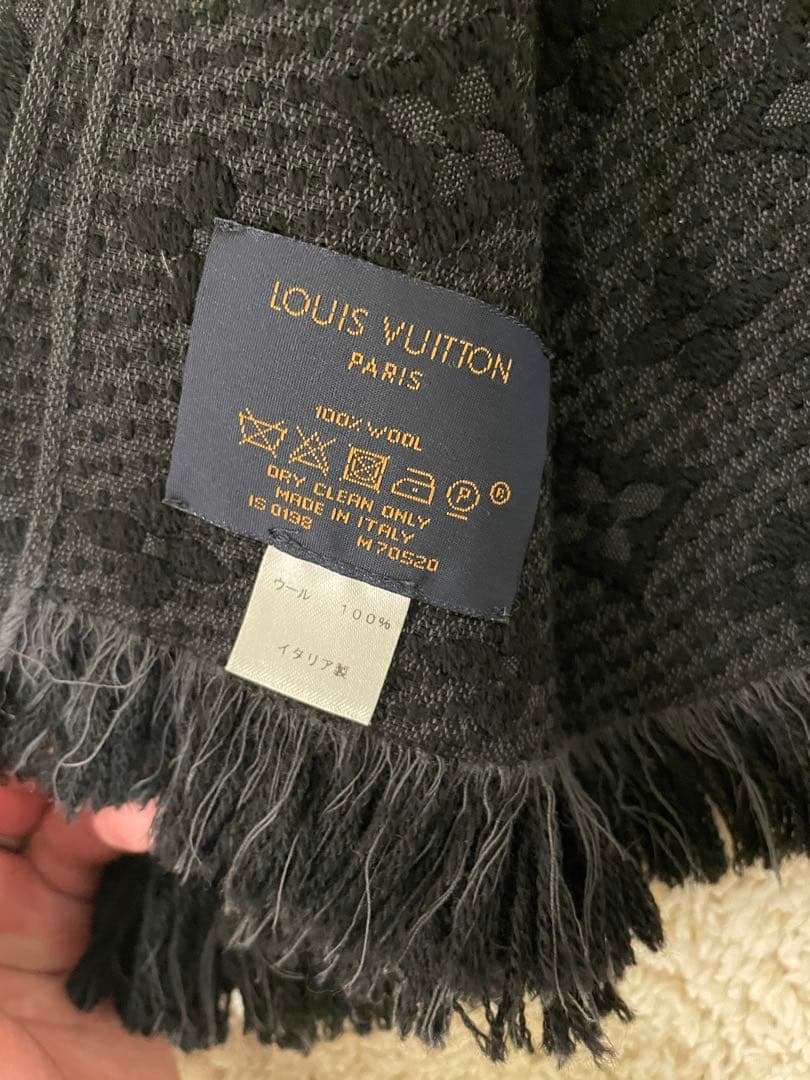 LOUIS VUITTON
PARIS
100% WOOL
P ®
DRY CLEAN ONLY
MADE IN ITALY
IS 0198 M70520
ウール 100%
イタリア製